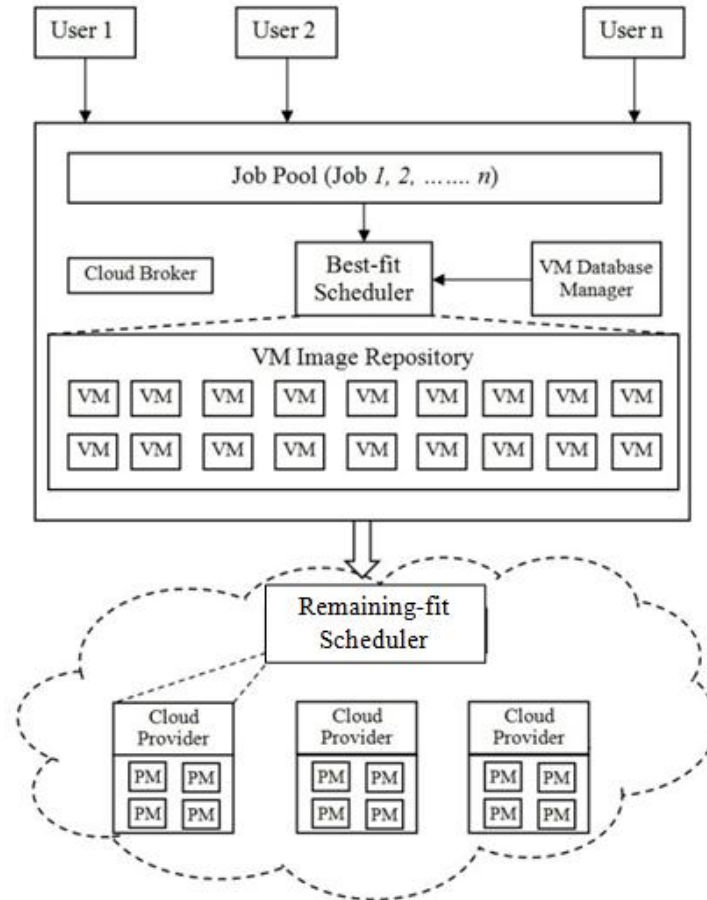 User 1
User 2
User n
Job Pool (Job 1, 2, ……. n)
Cloud Broker
Best-fit
Scheduler
VM Database
Manager
VM Image Repository
VM VM VM VM VM VM VM VM VM
VM VM VM VM VM VM VM VM VM
Remaining-fit
Scheduler
Cloud
Provider
PM PM
PM PM
Cloud
Provider
PM PM
PM PM
Cloud
Provider
PM PM
PM PM